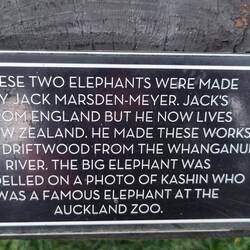 ESE TWO ELEPHANTS WERE MADE
Y JACK MARSDEN-MEYER. JACK'S
OM ENGLAND BUT HE NOW LIVES
W ZEALAND. HE MADE THESE WORKS
DRIFTWOOD FROM THE WHANGANUI
RIVER. THE BIG ELEPHANT WAS
DELLED ON A PHOTO OF KASHIN WHO
WAS A FAMOUS ELEPHANT AT THE
AUCKLAND ZOO.